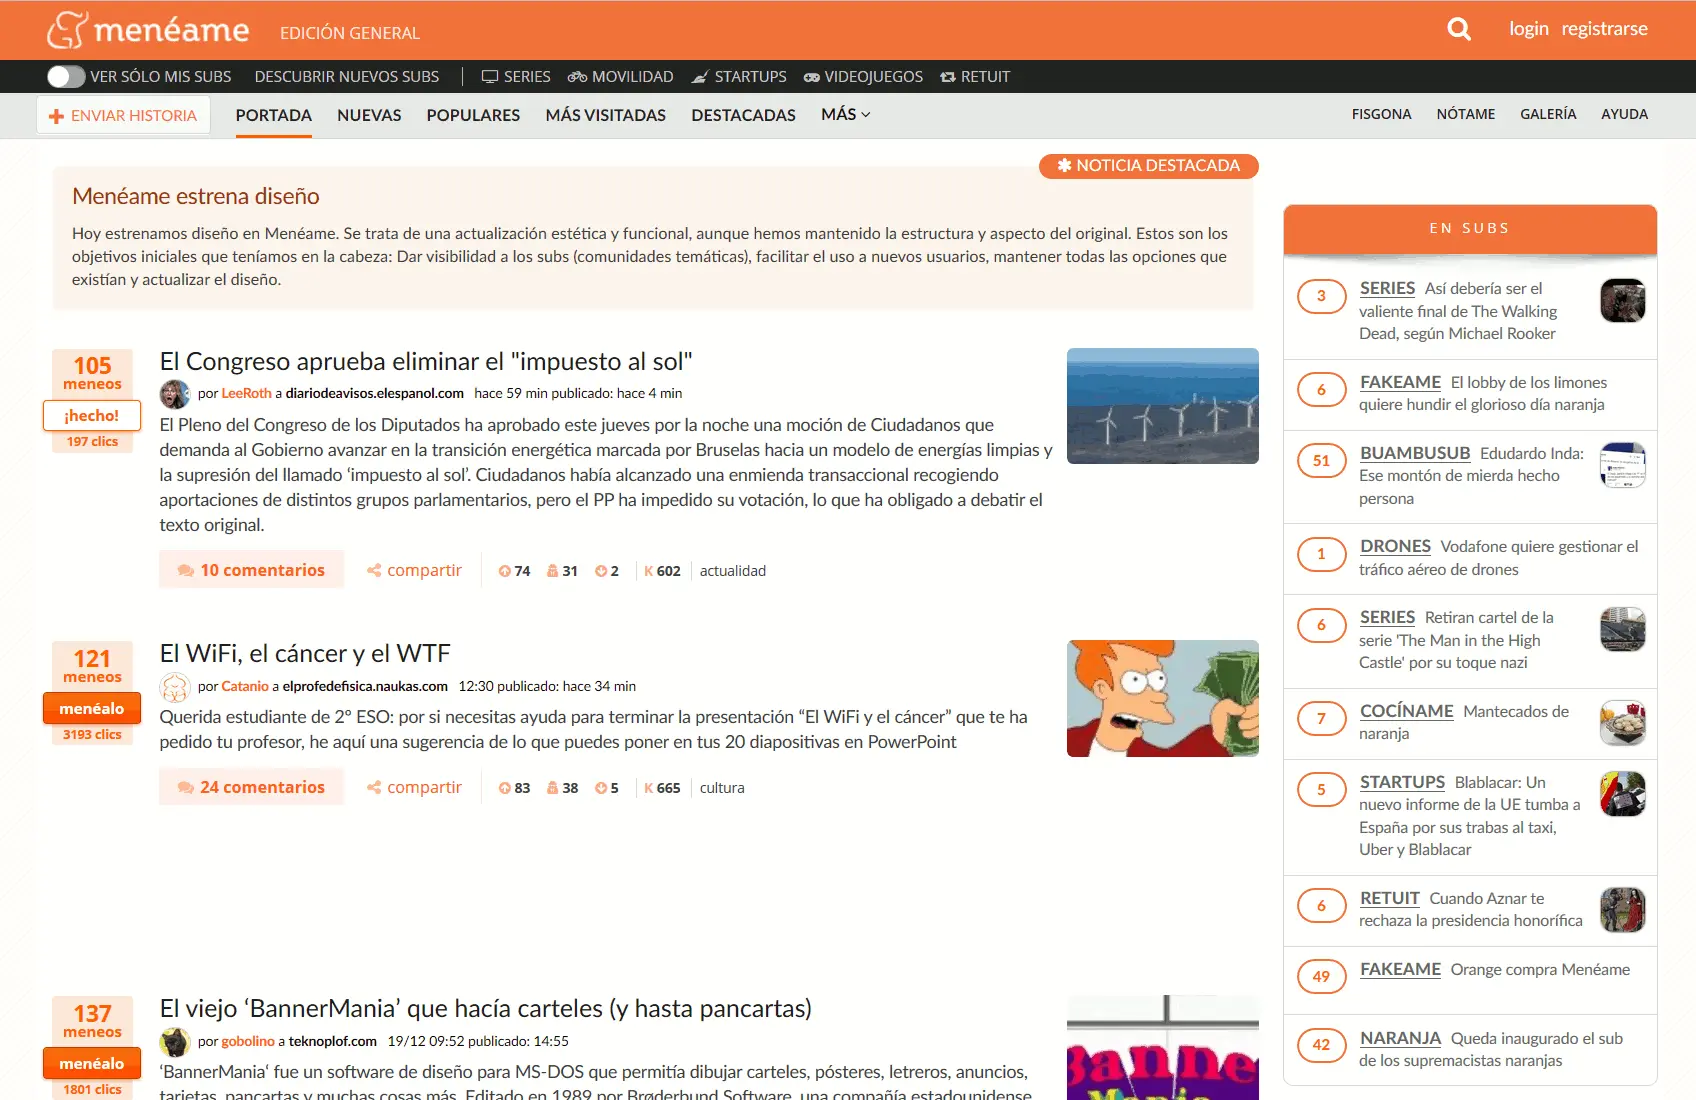 menéame EDICIÓN GENERAL login registrarse
VER SÓLO MIS SUBS DESCUBRIR NUEVOS SUBS SERIES MOVILIDAD STARTUPS VIDEOJUEGOS RETUIT
ENVIAR HISTORIA PORTADA NUEVAS POPULARES MÁS VISITADAS DESTACADAS MÁS FISGONA NÓTAME GALERÍA AYUDA
NOTICIA DESTACADA
Menéame estrena diseño
Hoy estrenamos diseño en Menéame. Se trata de una actualización estética y funcional, aunque hemos mantenido la estructura y aspecto del original. Estos son los
objetivos iniciales que teníamos en la cabeza: Dar visibilidad a los subs (comunidades temáticas), facilitar el uso a nuevos usuarios, mantener todas las opciones que
existían y actualizar el diseño.
105
meneos
¡hecho!
197 clics
El Congreso aprueba eliminar el "impuesto al sol"
por LeeRoth a diariodeavisos.elespanol.com hace 59 min publicado: hace 4 min
El Pleno del Congreso de los Diputados ha aprobado este jueves por la noche una moción de Ciudadanos que
demanda al Gobierno avanzar en la transición energética marcada por Bruselas hacia un modelo de energías limpias y
la supresión del llamado ‘impuesto al sol’. Ciudadanos había alcanzado una enmienda transaccional recogiendo
aportaciones de distintos grupos parlamentarios, pero el PP ha impedido su votación, lo que ha obligado a debatir el
texto original.
10 comentarios compartir 74 31 2 K 602 actualidad
121
meneos
menéalo
3193 clics
El WiFi, el cáncer y el WTF
por Catanio a elprofedefisica.naukas.com 12:30 publicado: hace 34 min
Querida estudiante de 2º ESO: por si necesitas ayuda para terminar la presentación “El WiFi y el cáncer” que te ha
pedido tu profesor, he aquí una sugerencia de lo que puedes poner en tus 20 diapositivas en PowerPoint
24 comentarios compartir 83 38 5 K 665 cultura
137
meneos
menéalo
1801 clics
El viejo ‘BannerMania’ que hacía carteles (y hasta pancartas)
por gobolino a teknoplof.com 19/12 09:52 publicado: 14:55
‘BannerMania‘ fue un software de diseño para MS-DOS que permitía dibujar carteles, pósteres, letreros, anuncios,
tarjetas, pancartas y muchas cosas más. Editado en 1989 por Brøderbund Software, una compañía estadounidense
Banner
Mania
EN SUBS
3 SERIES Así debería ser el
valiente final de The Walking
Dead, según Michael Rooker
6 FAKEAME El lobby de los limones
quiere hundir el glorioso día naranja
51 BUAMBUSUB Edudardo Inda:
Ese montón de mierda hecho
persona
1 DRONES Vodafone quiere gestionar el
tráfico aéreo de drones
6 SERIES Retiran cartel de la
serie 'The Man in the High
Castle' por su toque nazi
7 COCÍNAME Mantecados de
naranja
5 STARTUPS Blablacar: Un
nuevo informe de la UE tumba a
España por sus trabas al taxi,
Uber y Blablacar
6 RETUIT Cuando Aznar te
rechaza la presidencia honorífica
49 FAKEAME Orange compra Menéame
42 NARANJA Queda inaugurado el sub
de los supremacistas naranjas